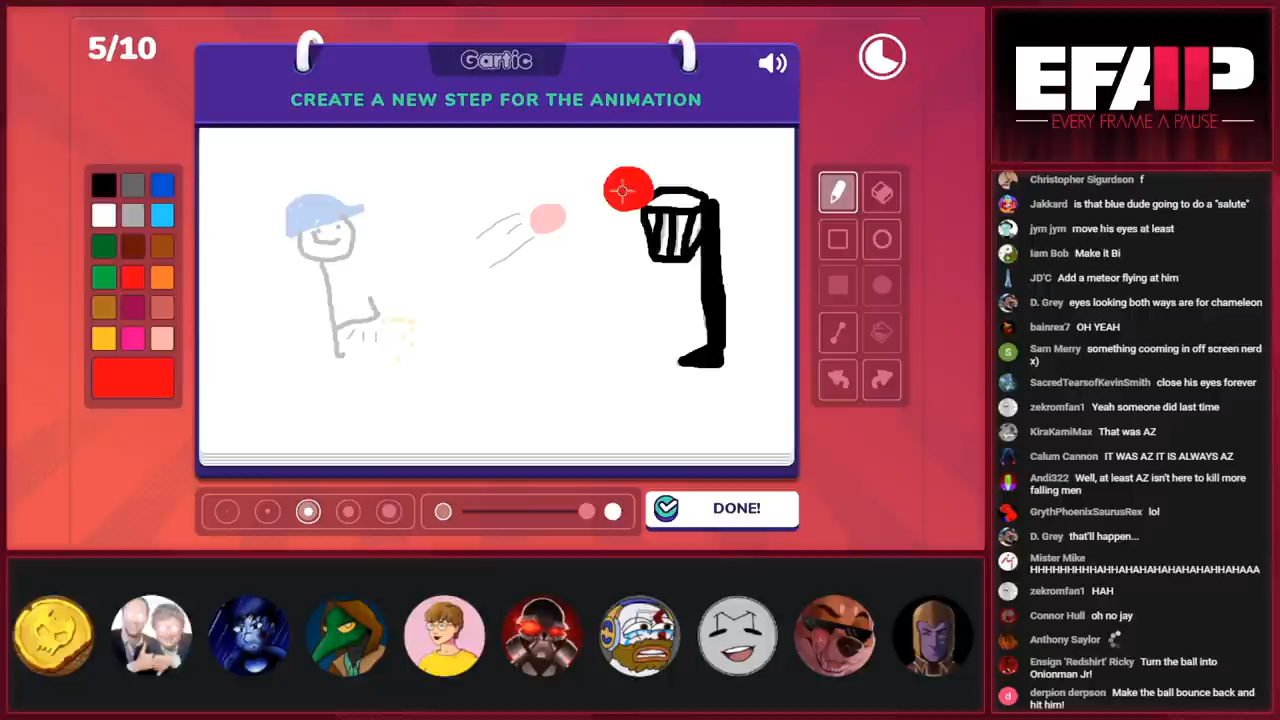 5/10
Gartic
CREATE A NEW STEP FOR THE ANIMATION
DONE!
EFAP
EVERY FRAME A PAUSE
Christopher Sigurdson f
Jakkard is that blue dude going to do a "salute"
jym jym move his eyes at least
Iam Bob Make it Bi
JD'C Add a meteor flying at him
D. Grey eyes looking both ways are for chameleon
bainrex7 OH YEAH
Sam Merry something cooming in off screen nerd
x)
SacredTearsofKevinSmith close his eyes forever
zekromfan1 Yeah someone did last time
KiraKamiMax That was AZ
Calum Cannon IT WAS AZ IT IS ALWAYS AZ
Andi322 Well, at least AZ isn't here to kill more
falling men
GrythPhoenixSaurusRex lol
D. Grey that'll happen...
Mister Mike
HHHHHHHHHAHHAHAHAHAHAHAHHAHAAA
zekromfan1 HAH
Connor Hull oh no jay
Anthony Saylor
Ensign 'Redshirt' Ricky Turn the ball into
Onionman Jr!
derpion derpson Make the ball bounce back and
hit him!